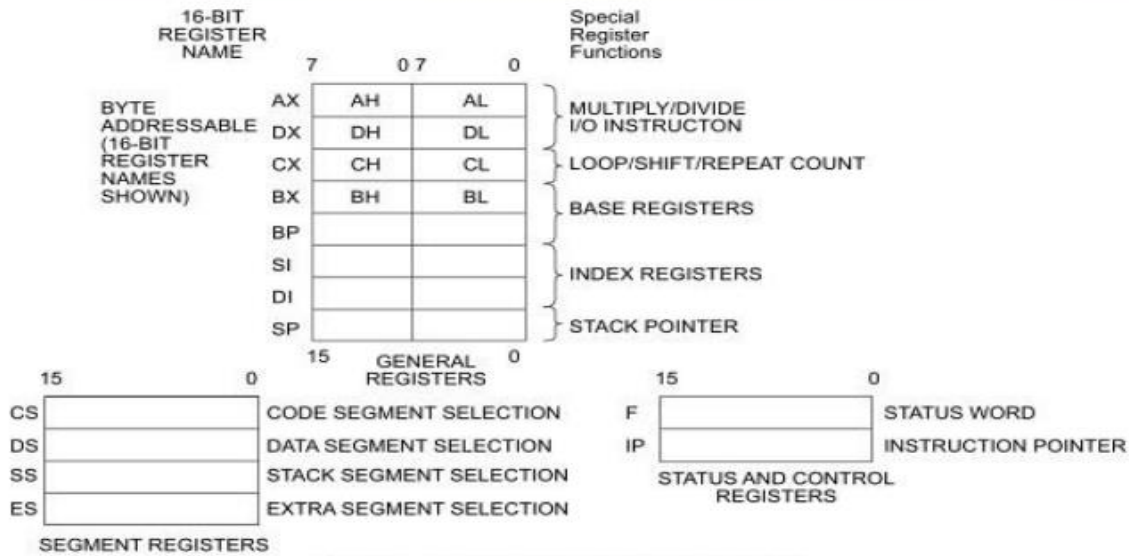 16-BIT
REGISTER
NAME
Special
Register
Functions
7 0 7 0
BYTE
ADDRESSABLE
(16-BIT
REGISTER
NAMES
SHOWN)
AX AH AL
DX DH DL
MULTIPLY/DIVIDE
I/O INSTRUCTON
CX CH CL LOOP/SHIFT/REPEAT COUNT
BX BH BL
BP
BASE REGISTERS
SI
DI
INDEX REGISTERS
SP STACK POINTER
15 0
GENERAL
REGISTERS
15 0
CS CODE SEGMENT SELECTION
DS DATA SEGMENT SELECTION
SS STACK SEGMENT SELECTION
ES EXTRA SEGMENT SELECTION
SEGMENT REGISTERS
15 0
F STATUS WORD
IP INSTRUCTION POINTER
STATUS AND CONTROL
REGISTERS